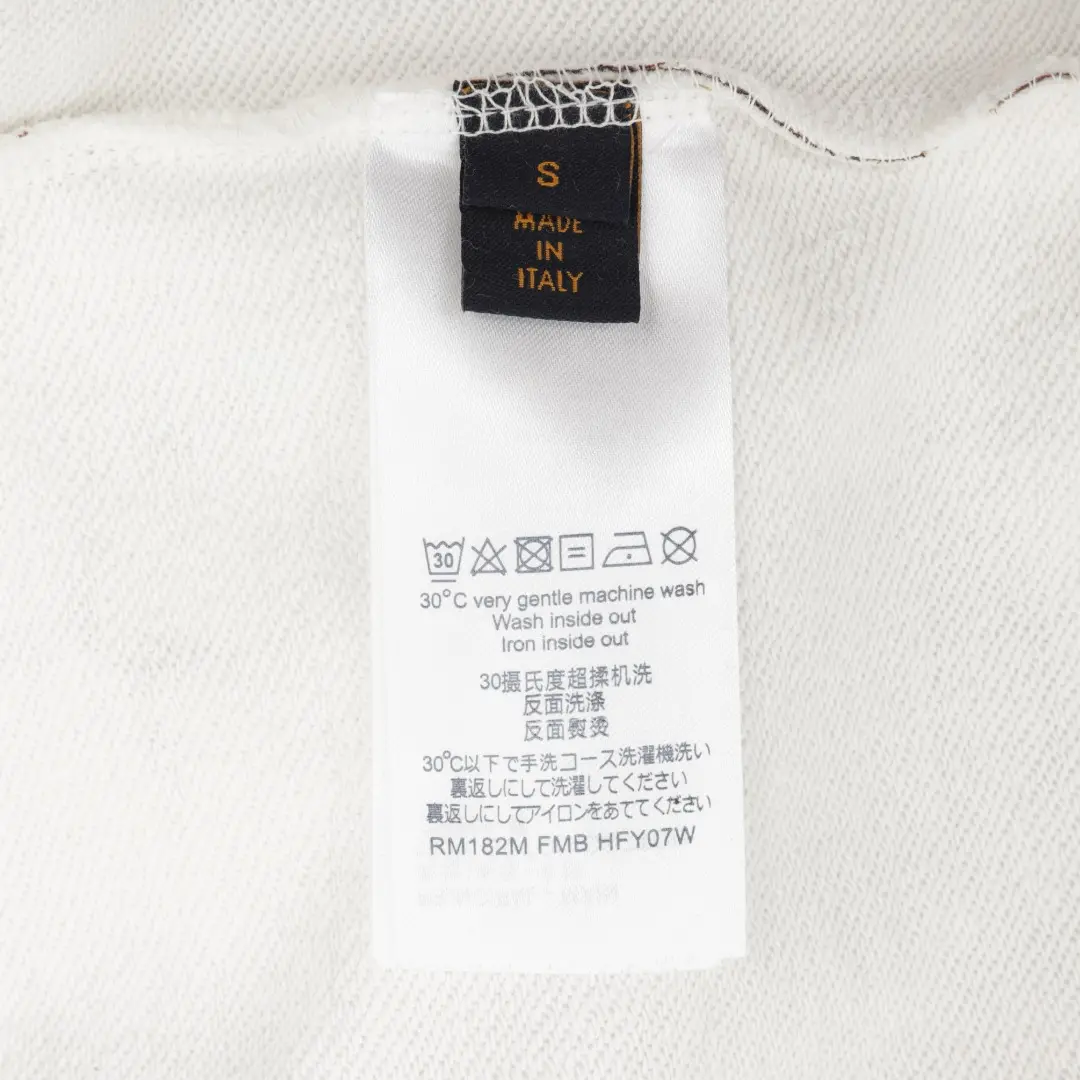 S
MADE
IN
ITALY
30
30°C very gentle machine wash
Wash inside out
Iron inside out
30摄氏度超揉机洗
反面洗涤
反面熨烫
30℃以下で手洗コース洗濯機洗い
裏返しにして洗濯してください
裏返しにしてアイロンをあててください
RM182M FMB HFY07W